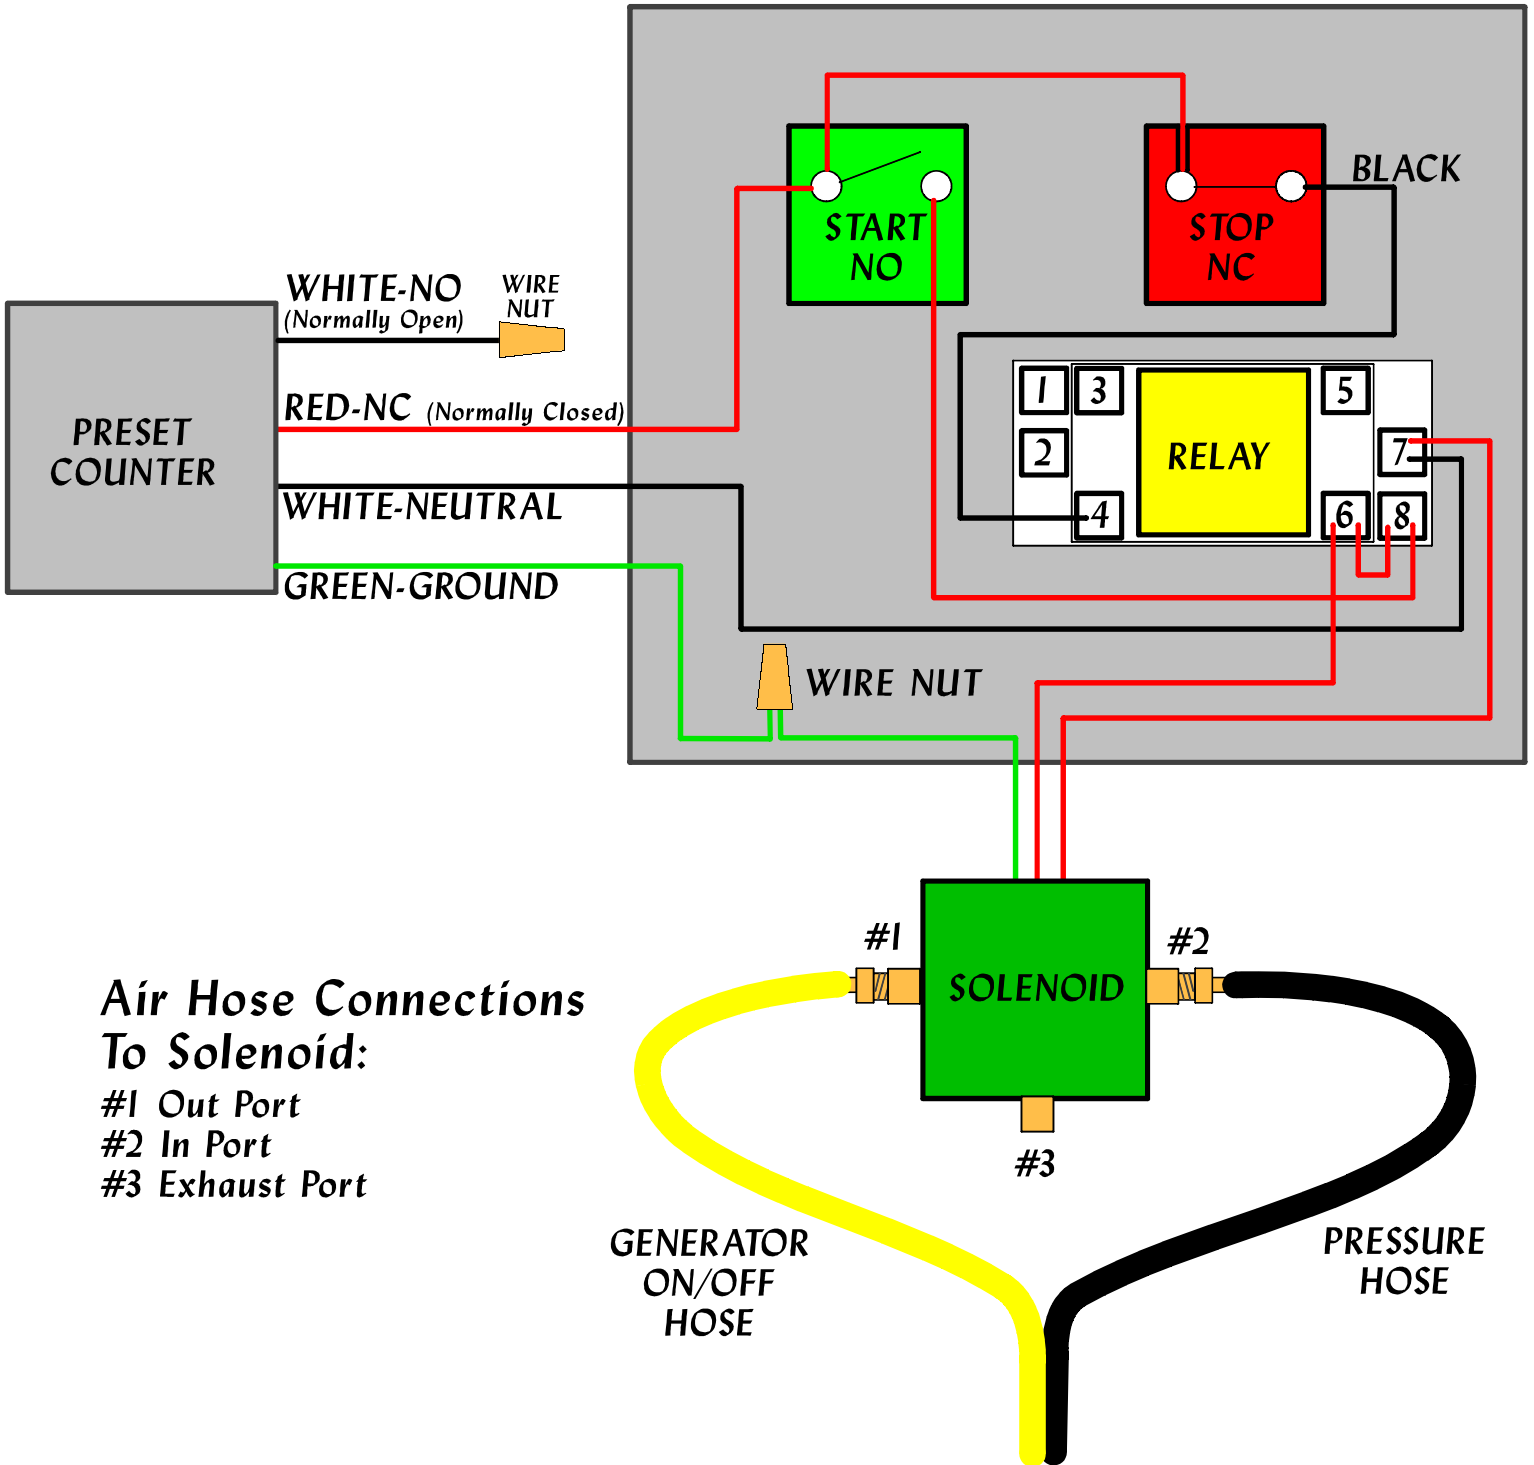 BLACK
START
NO
STOP
NC
WHITE-NO
(Normally Open)
WIRE
NUT
RED-NC (Normally Closed)
PRESET
COUNTER
WHITE-NEUTRAL
GREEN-GROUND
1
3
5
2
RELAY
7
4
6
8
WIRE NUT
#1
#2
SOLENOID
#3
Air Hose Connections
To Solenoid:
#1 Out Port
#2 In Port
#3 Exhaust Port
GENERATOR
ON/OFF
HOSE
PRESSURE
HOSE